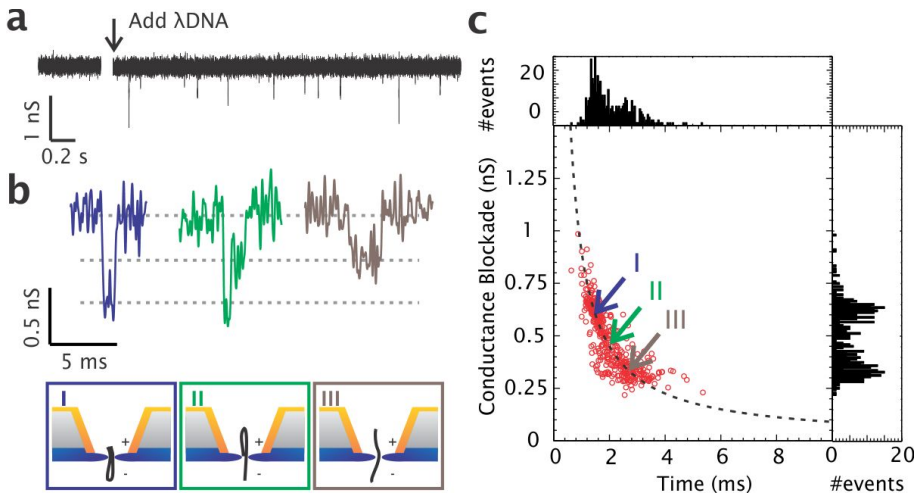 a
Add λDNA
1 nS
0.2 s
b
0.5 nS
5 ms
I
+
-
II
+
-
III
+
-
c
#events
20
0
Conductance Blockade (nS)
1.25
1
0.75
0.5
0.25
0
I
II
III
0 2 4 6 8
Time (ms)
0 10 20
#events